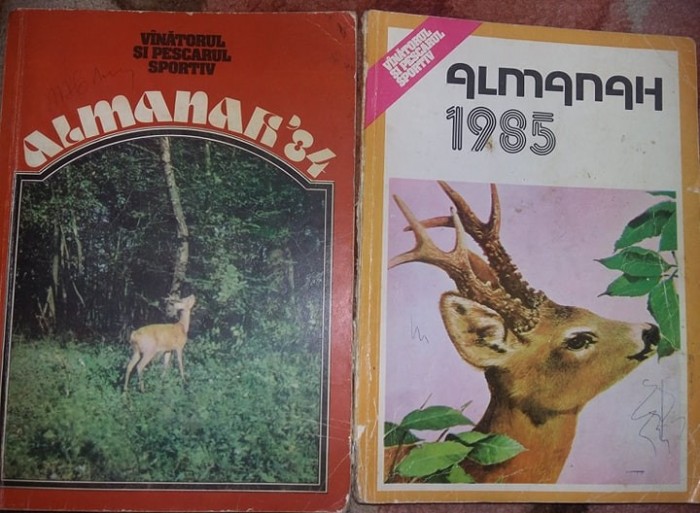 VÎNĂTORUL
ȘI PESCARUL
SPORTIV
ALMANAH '84
VÎNĂTORUL
ȘI PESCARUL
SPORTIV
ALMANAH
1985